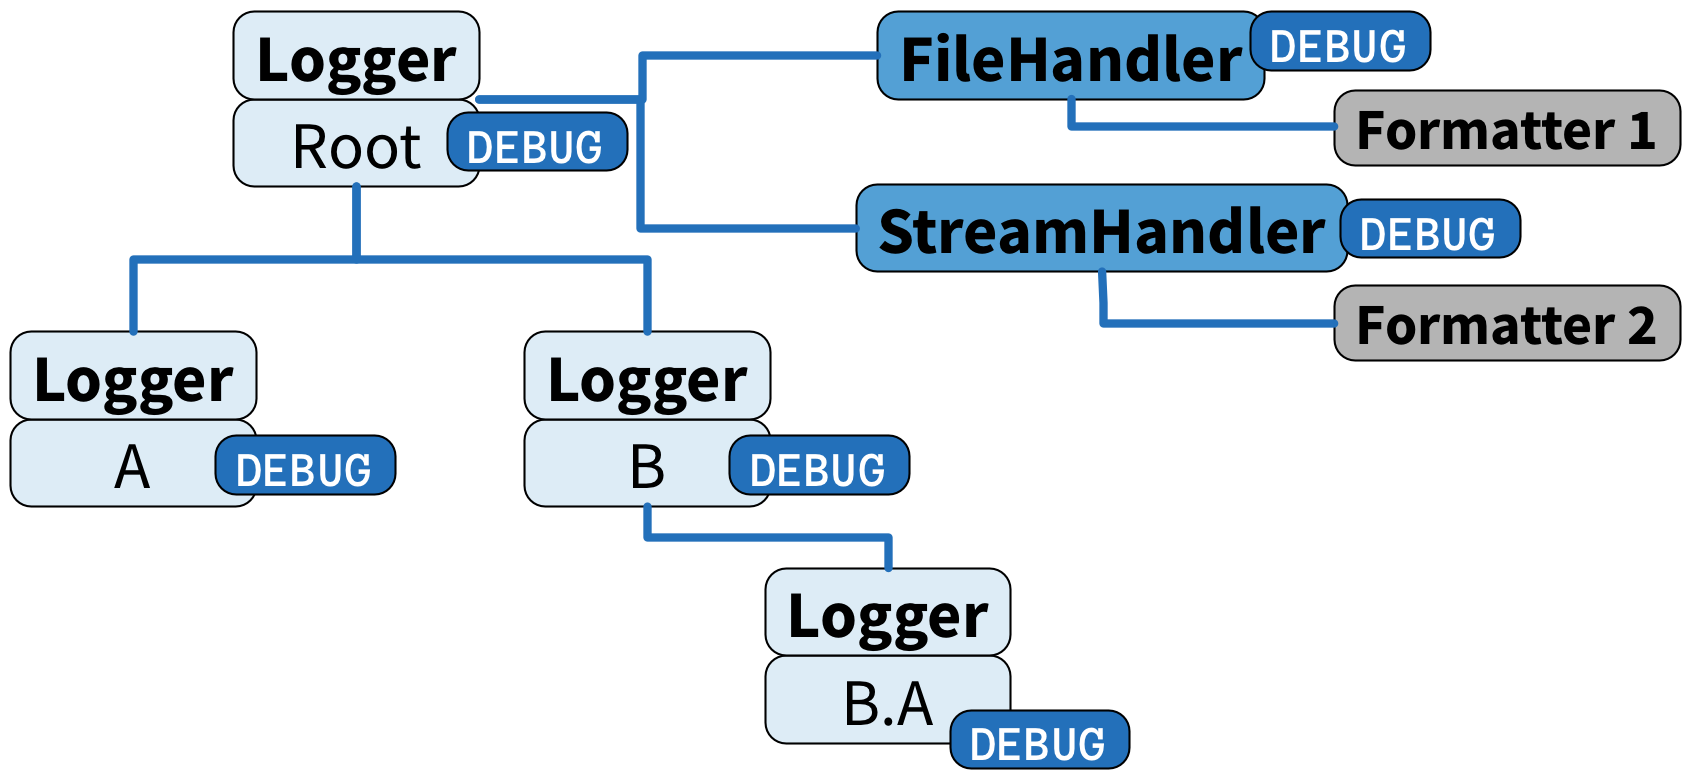 Logger
Root
DEBUG
FileHandler
DEBUG
Formatter 1
StreamHandler
DEBUG
Formatter 2
Logger
A
DEBUG
Logger
B
DEBUG
Logger
B.A
DEBUG